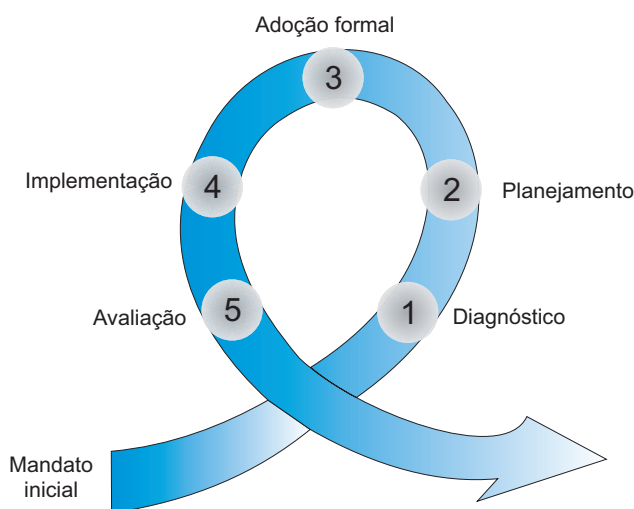 Adoção formal
3
Implementação
4
2
Planejamento
Avaliação
5
1
Diagnóstico
Mandato
inicial